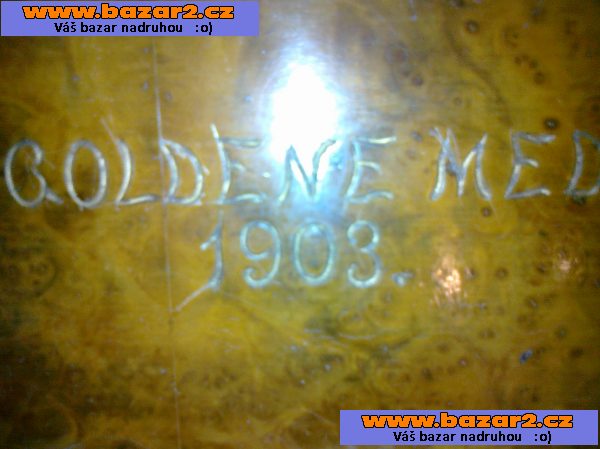 www.bazar2.cz
Váš bazar nadruhou :o)
GOLDENE MED
1903.
www.bazar2.cz
Váš bazar nadruhou :o)